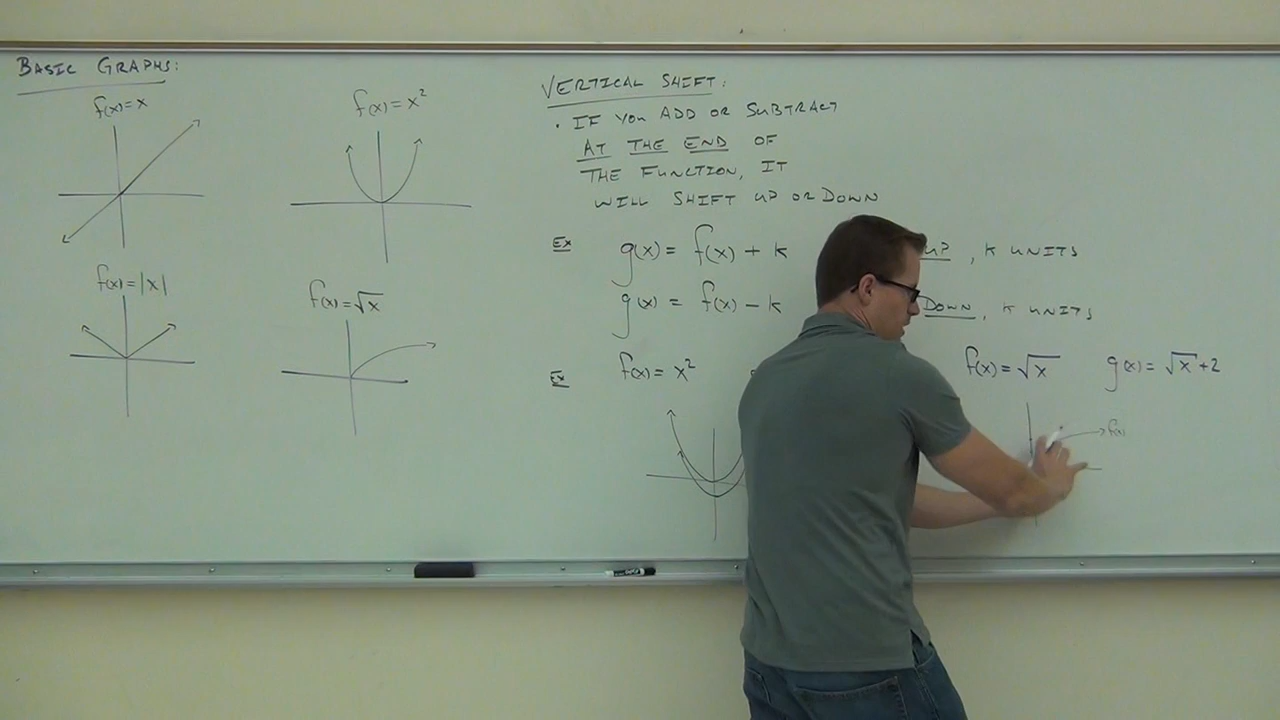 BASIC GRAPHS:
f(x)=x
f(x)=x²
f(x)=|x|
f(x)=√x
VERTICAL SHIFT:
• IF YOU ADD OR SUBTRACT
AT THE END OF
THE FUNCTION, IT
WILL SHIFT UP OR DOWN
Ex g(x) = f(x) + k UP, K UNITS
g(x) = f(x) - k DOWN, K UNITS
Ex f(x) = x² f(x) = √x g(x) = √x + 2
f(x)